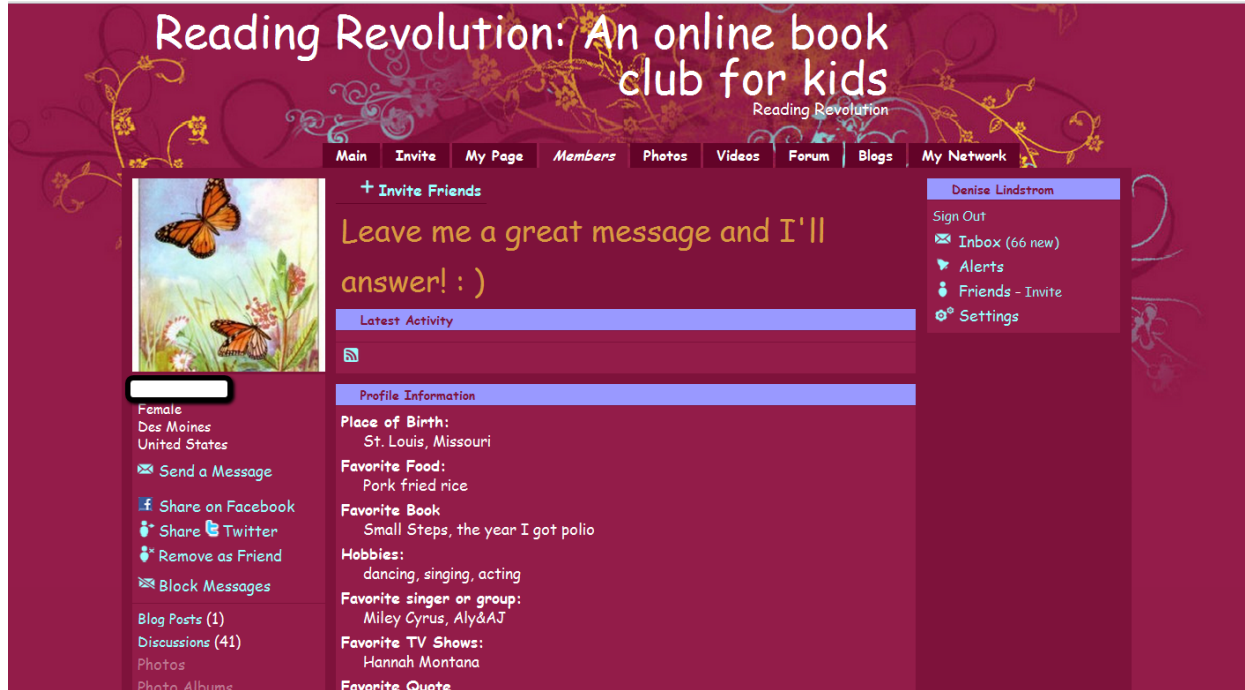 Reading Revolution: An online book
club for kids
Reading Revolution
Main Invite My Page Members Photos Videos Forum Blogs My Network
+ Invite Friends
Leave me a great message and I'll
answer! : )
Latest Activity
Profile Information
Place of Birth:
St. Louis, Missouri
Favorite Food:
Pork fried rice
Favorite Book
Small Steps, the year I got polio
Hobbies:
dancing, singing, acting
Favorite singer or group:
Miley Cyrus, Aly&AJ
Favorite TV Shows:
Hannah Montana
Favorite Quote
Female
Des Moines
United States
Send a Message
Share on Facebook
Share Twitter
Remove as Friend
Block Messages
Blog Posts (1)
Discussions (41)
Photos
Photo Albums
Denise Lindstrom
Sign Out
Inbox (66 new)
Alerts
Friends - Invite
Settings